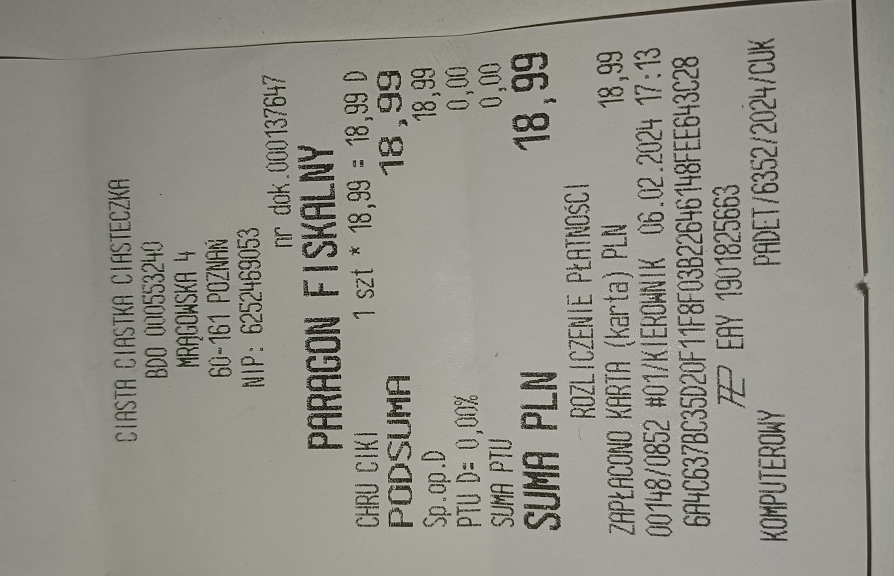 CIASTA CIASTKA CIASTECZKA
BDO 000553240
MRĄGOWSKA 4
60-161 POZNAŃ
NIP: 6252469053
nr dok.000137647
PARAGON FISKALNY
CHRU CIKI 1 szt * 18,99 = 18,99 D
PODSUMA 18,99
Sp.op.D 18,99
PTU D= 0,00% 0,00
SUMA PTU 0,00
SUMA PLN 18,99
ROZLICZENIE PŁATNOŚCI
ZAPŁACONO KARTA (karta) PLN 18,99
00148/0852 #01/KIEROWNIK 06.02.2024 17:13
6A4C637BC35D20F11F8F03B22646148FEE643C28
EAY 1901825663
KOMPUTEROWY PADET/6352/2024/CUK